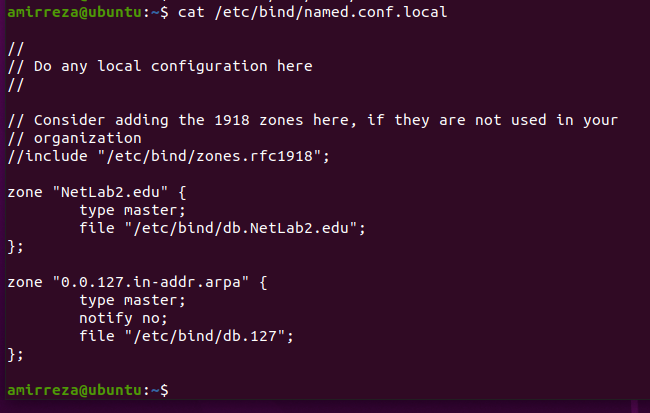 amirreza@ubuntu:~$ cat /etc/bind/named.conf.local

//
// Do any local configuration here
//

// Consider adding the 1918 zones here, if they are not used in your
// organization
//include "/etc/bind/zones.rfc1918";

zone "NetLab2.edu" {
        type master;
        file "/etc/bind/db.NetLab2.edu";
};

zone "0.0.127.in-addr.arpa" {
        type master;
        notify no;
        file "/etc/bind/db.127";
};

amirreza@ubuntu:~$